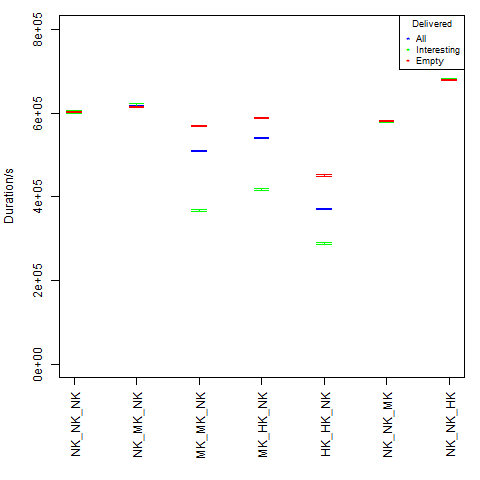 Delivered
All
Interesting
Empty
8e+05
6e+05
4e+05
2e+05
0e+00
Duration/s
NK_NK_NK
NK_MK_NK
MK_MK_NK
MK_HK_NK
HK_HK_NK
NK_NK_MK
NK_NK_HK